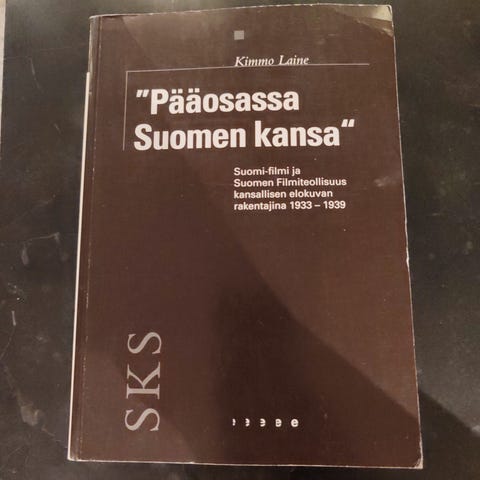 Kimmo Laine
"Pääosassa
Suomen kansa"
Suomi-filmi ja
Suomen Filmiteollisuus
kansallisen elokuvan
rakentajina 1933 – 1939
SKS
e e e e e